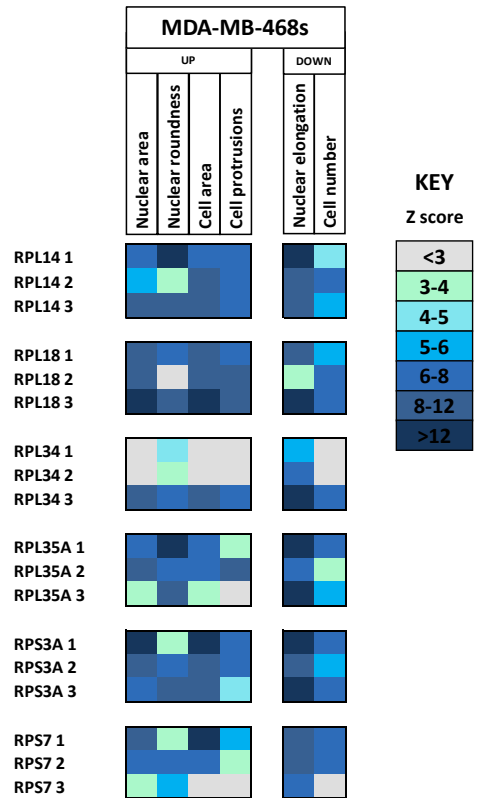 MDA-MB-468s
UP
DOWN
Nuclear area
Nuclear roundness
Cell area
Cell protrusions
Nuclear elongation
Cell number
KEY
Z score
<3
3-4
4-5
5-6
6-8
8-12
>12
RPL14 1
RPL14 2
RPL14 3
RPL18 1
RPL18 2
RPL18 3
RPL34 1
RPL34 2
RPL34 3
RPL35A 1
RPL35A 2
RPL35A 3
RPS3A 1
RPS3A 2
RPS3A 3
RPS7 1
RPS7 2
RPS7 3